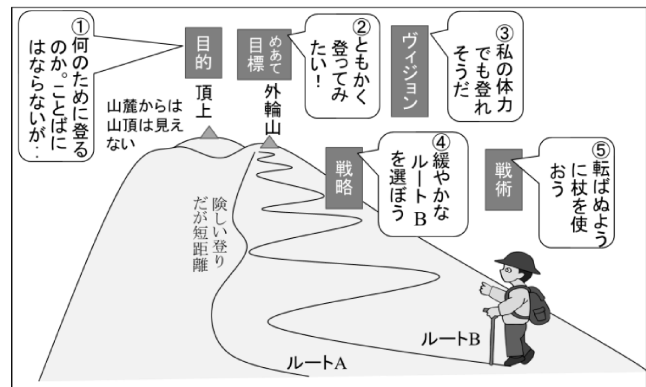 ①何のために登る
のか。ことばに
はならないが‥
目的
頂上
山麓からは
山頂は見え
ない
めあて
目標
外輪山
②ともかく
登ってみ
たい！
ヴィジョン
③私の体力
でも登れ
そうだ
戦略
④緩やかな
ルートB
を選ぼう
戦術
⑤転ばぬよう
に杖を使
おう
険しい登り
だが短距離
ルートA
ルートB